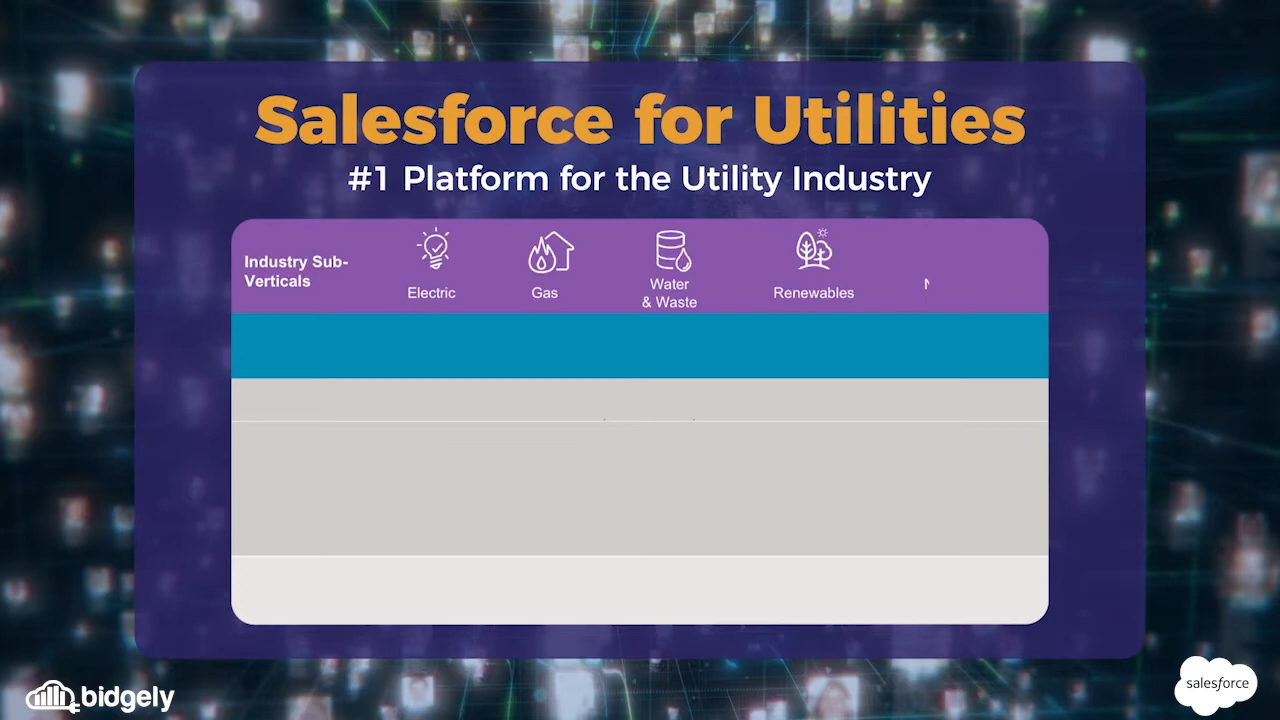 Salesforce for Utilities
#1 Platform for the Utility Industry
Industry Sub-
Verticals
Electric
Gas
Water
& Waste
Renewables
bidgely
salesforce